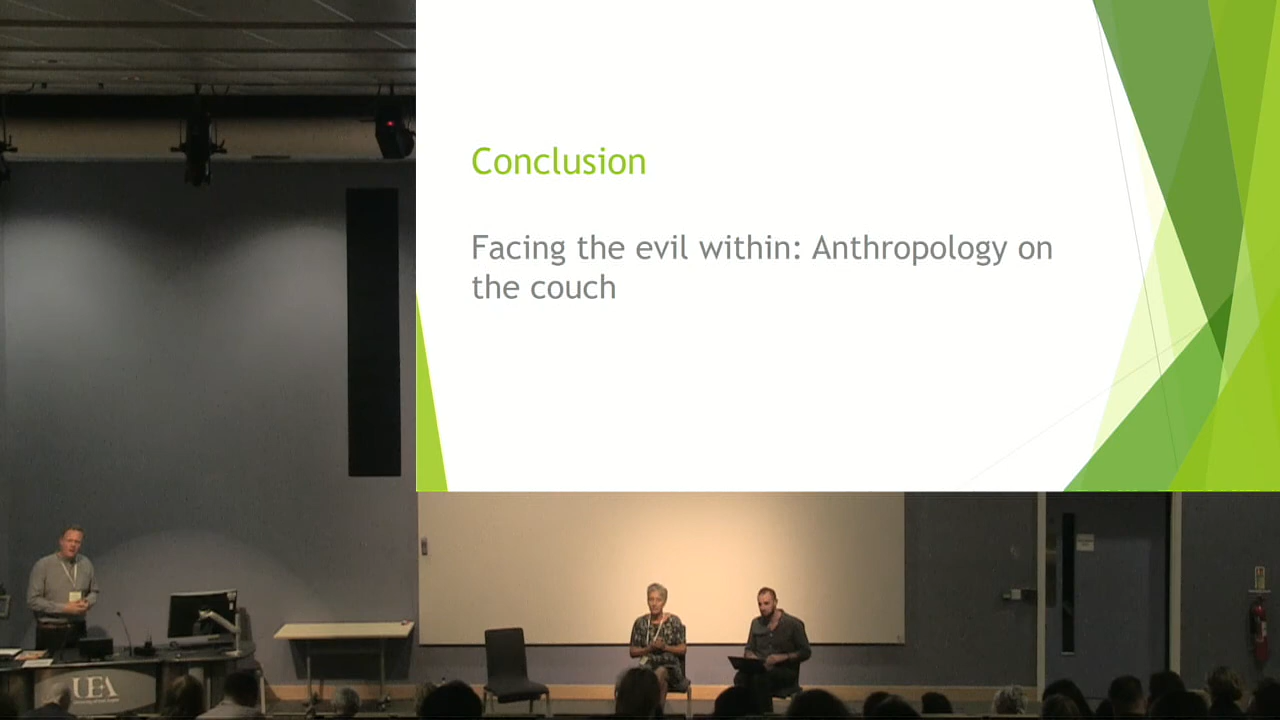 Conclusion
Facing the evil within: Anthropology on
the couch
UEA